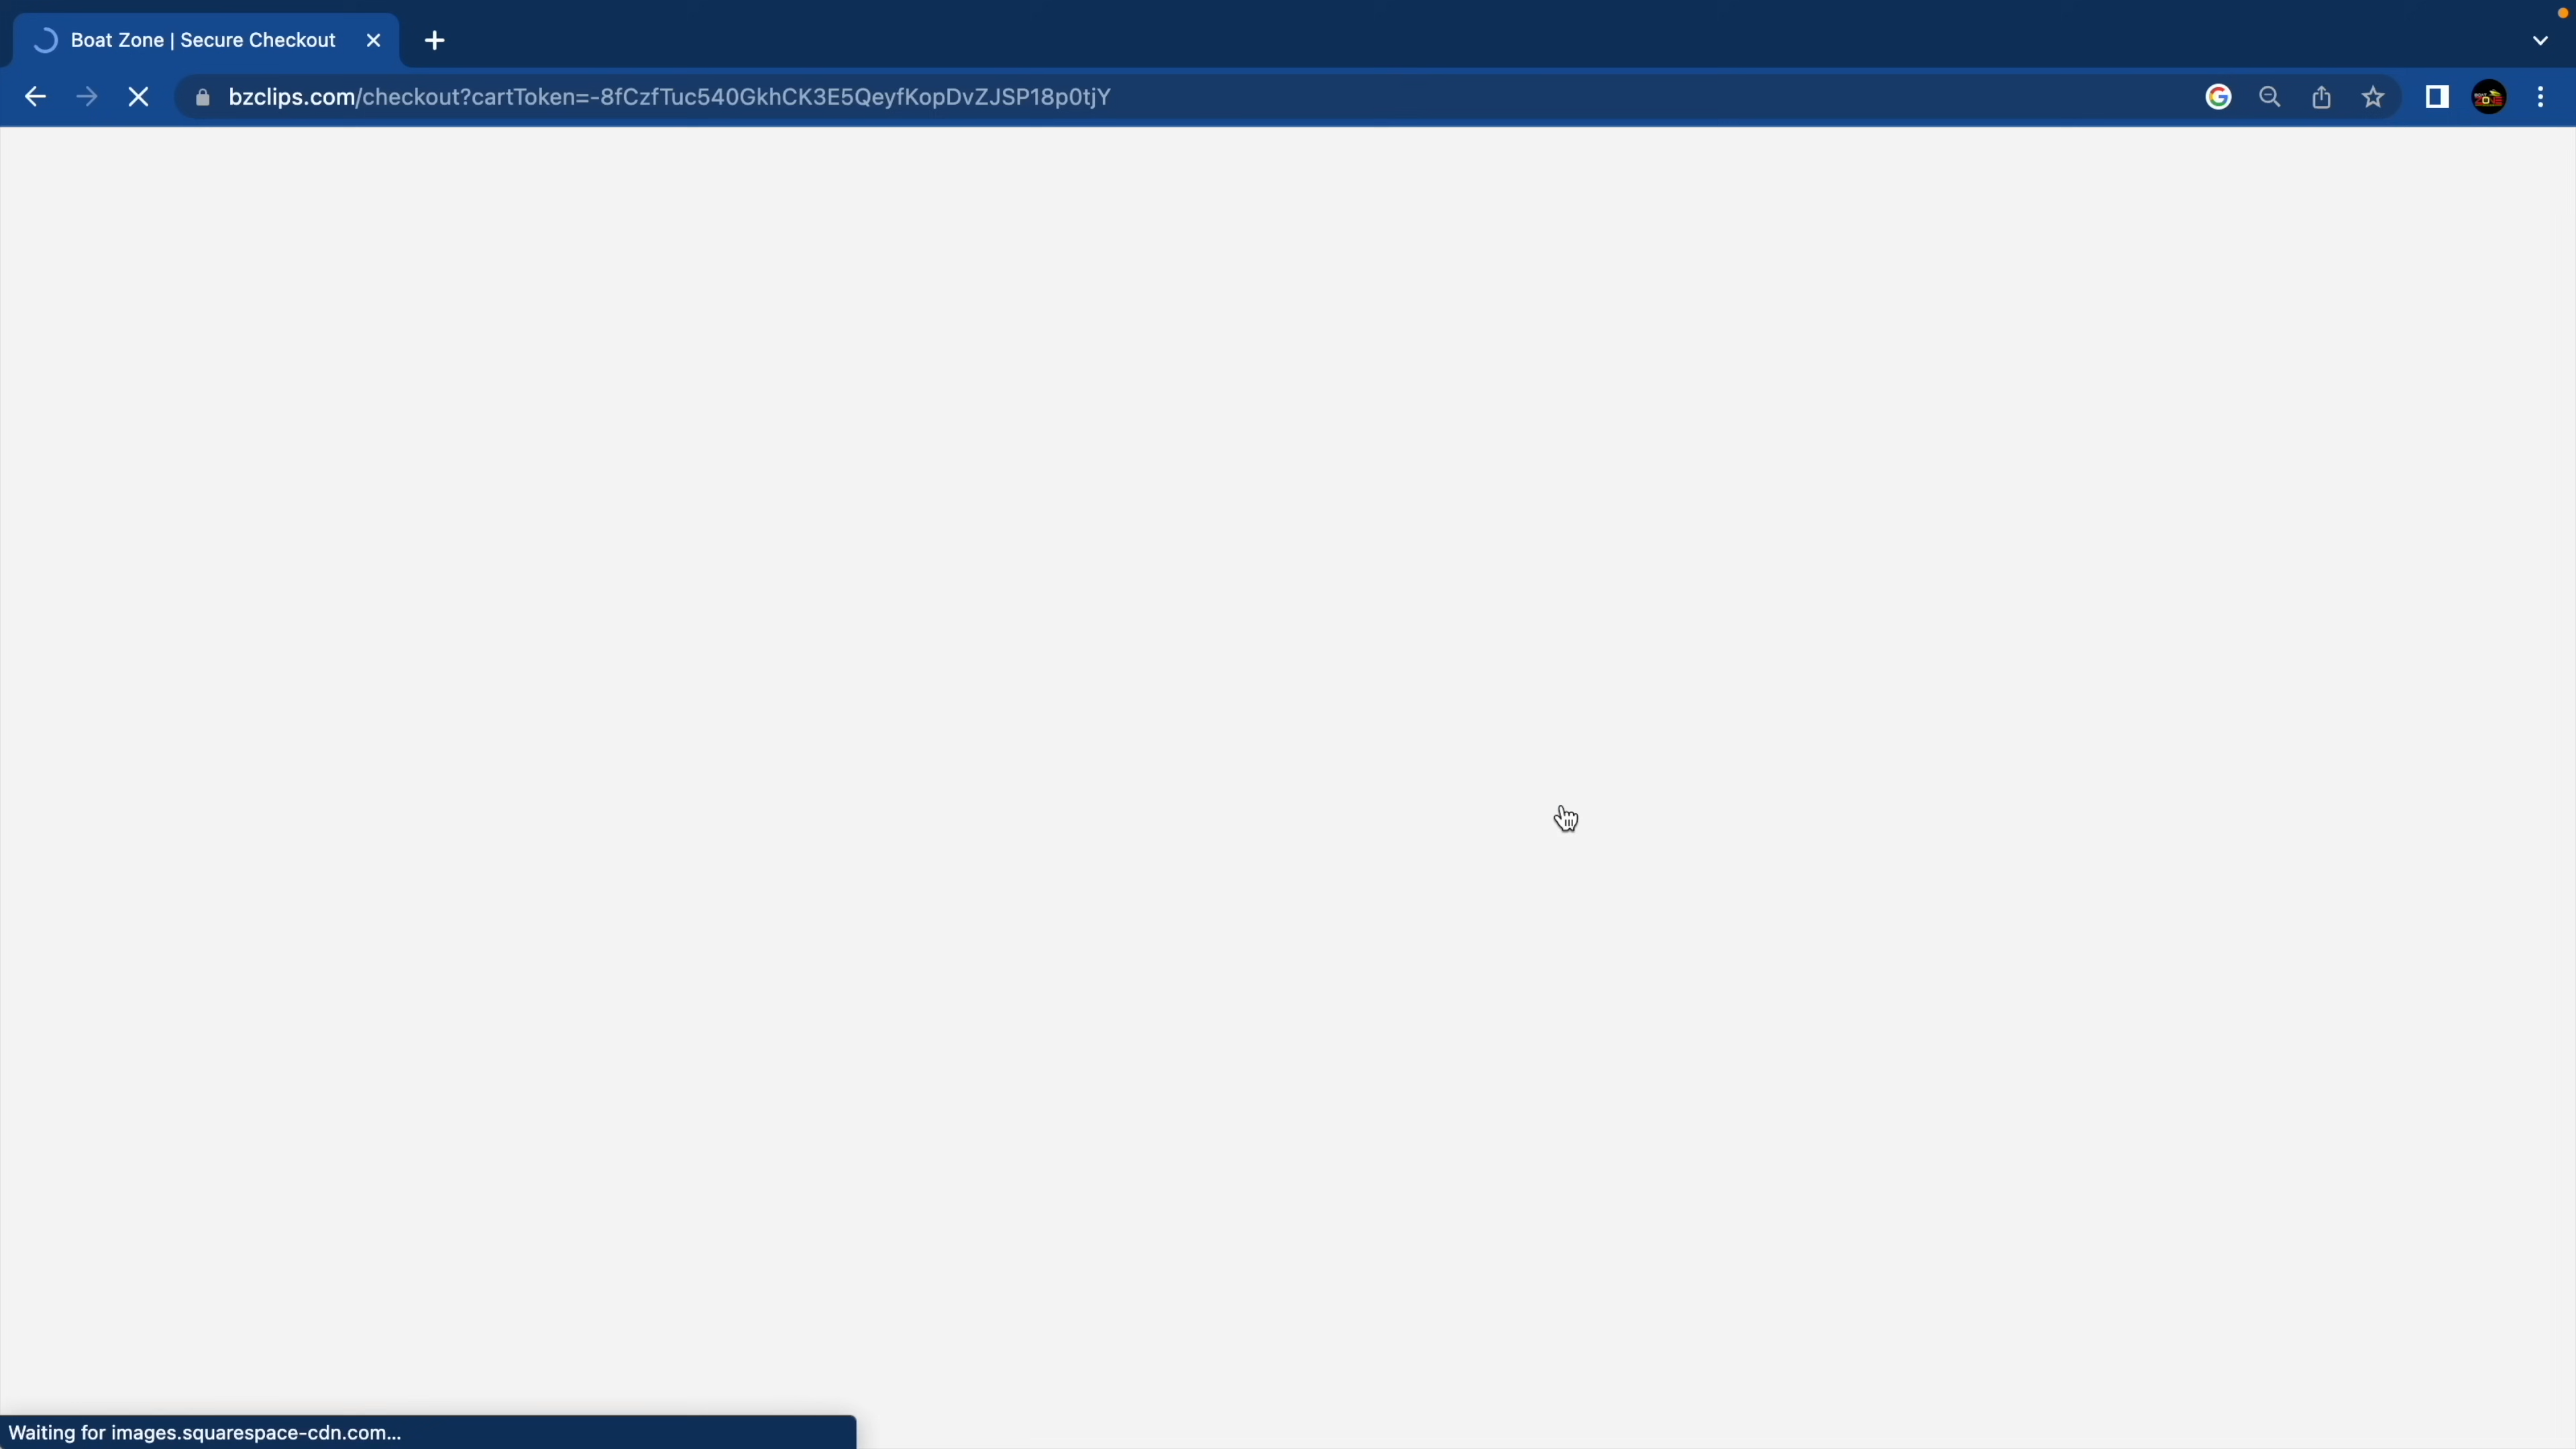 Boat Zone | Secure Checkout
bzclips.com/checkout?cartToken=-8fCzfTuc540GkhCK3E5QeyfKopDvZJSP18p0tjY
Waiting for images.squarespace-cdn.com...